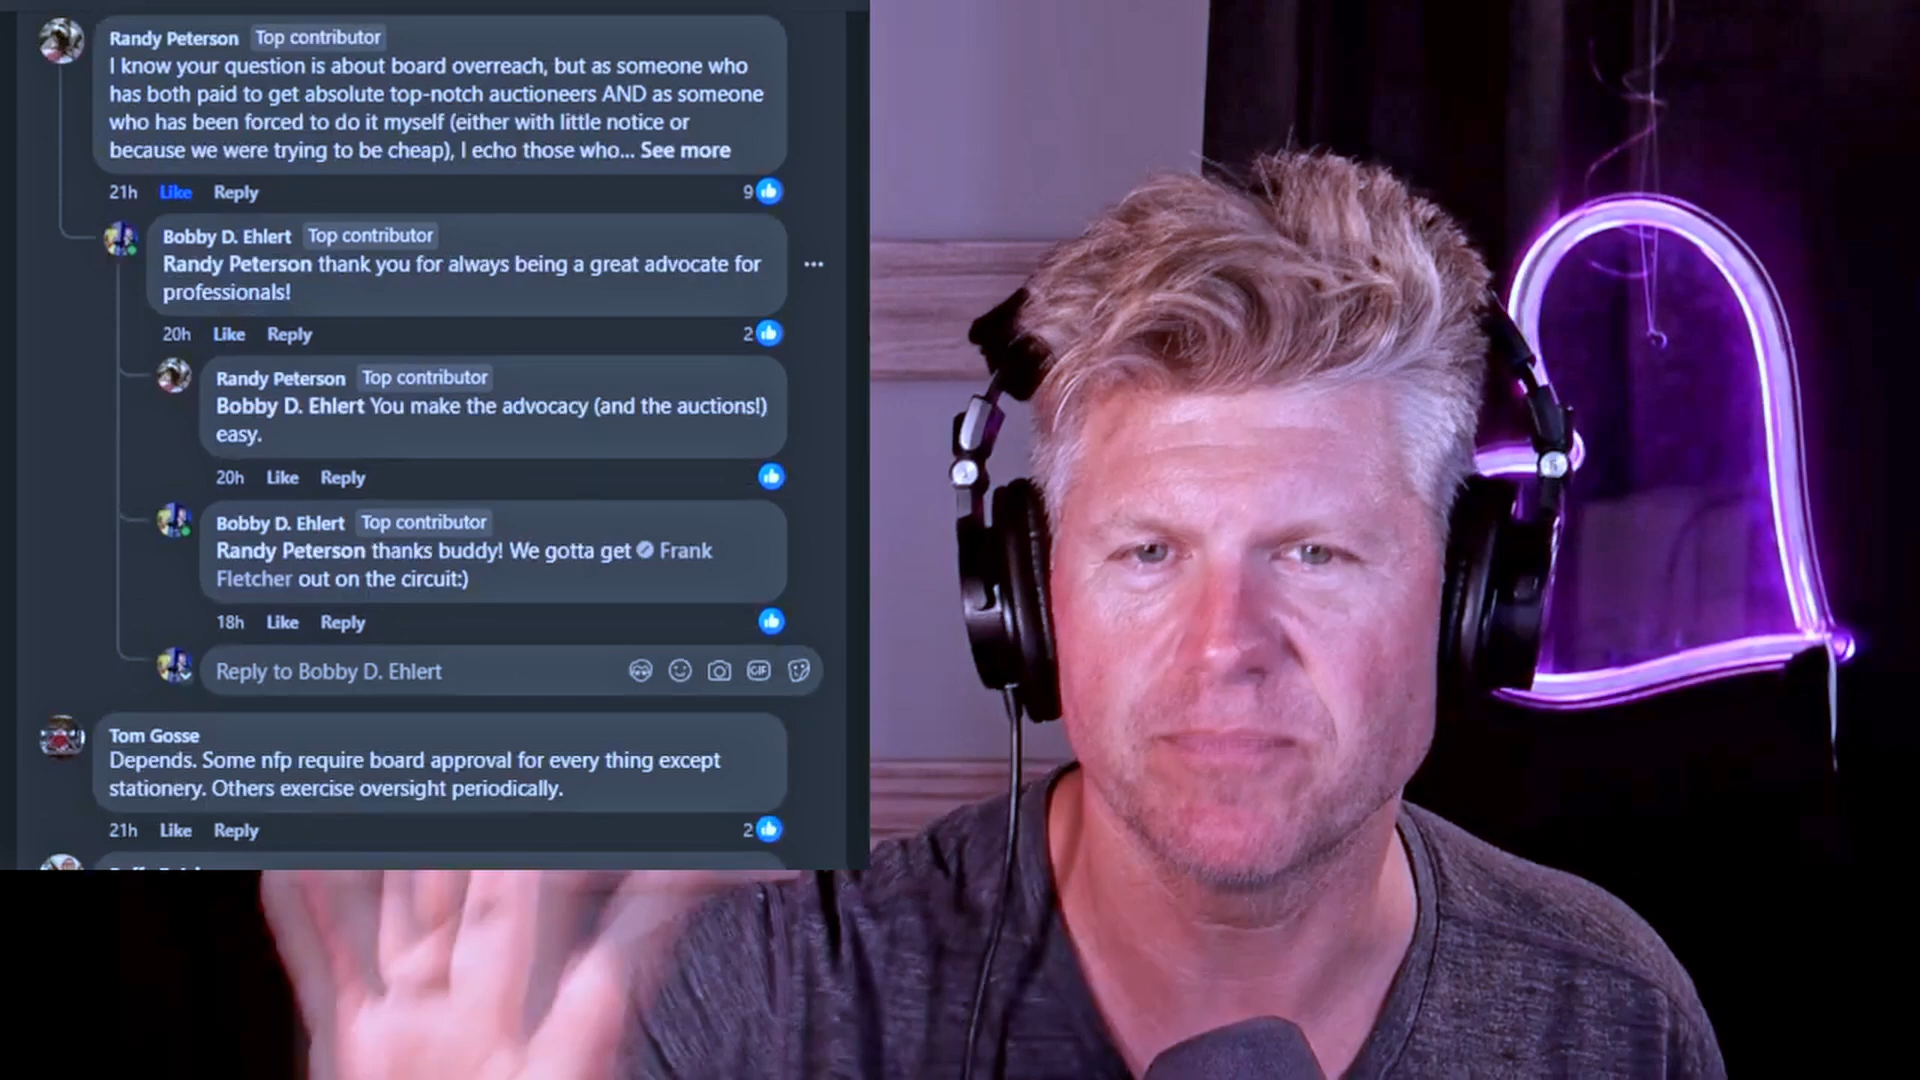 Randy Peterson Top contributor
I know your question is about board overreach, but as someone who
has both paid to get absolute top-notch auctioneers AND as someone
who has been forced to do it myself (either with little notice or
because we were trying to be cheap), I echo those who... See more
21h Like Reply 9
Bobby D. Ehlert Top contributor
Randy Peterson thank you for always being a great advocate for
professionals!
20h Like Reply 2
Randy Peterson Top contributor
Bobby D. Ehlert You make the advocacy (and the auctions!)
easy.
20h Like Reply
Bobby D. Ehlert Top contributor
Randy Peterson thanks buddy! We gotta get Frank
Fletcher out on the circuit:)
18h Like Reply
Reply to Bobby D. Ehlert GIF
Tom Gosse
Depends. Some nfp require board approval for every thing except
stationery. Others exercise oversight periodically.
21h Like Reply 2